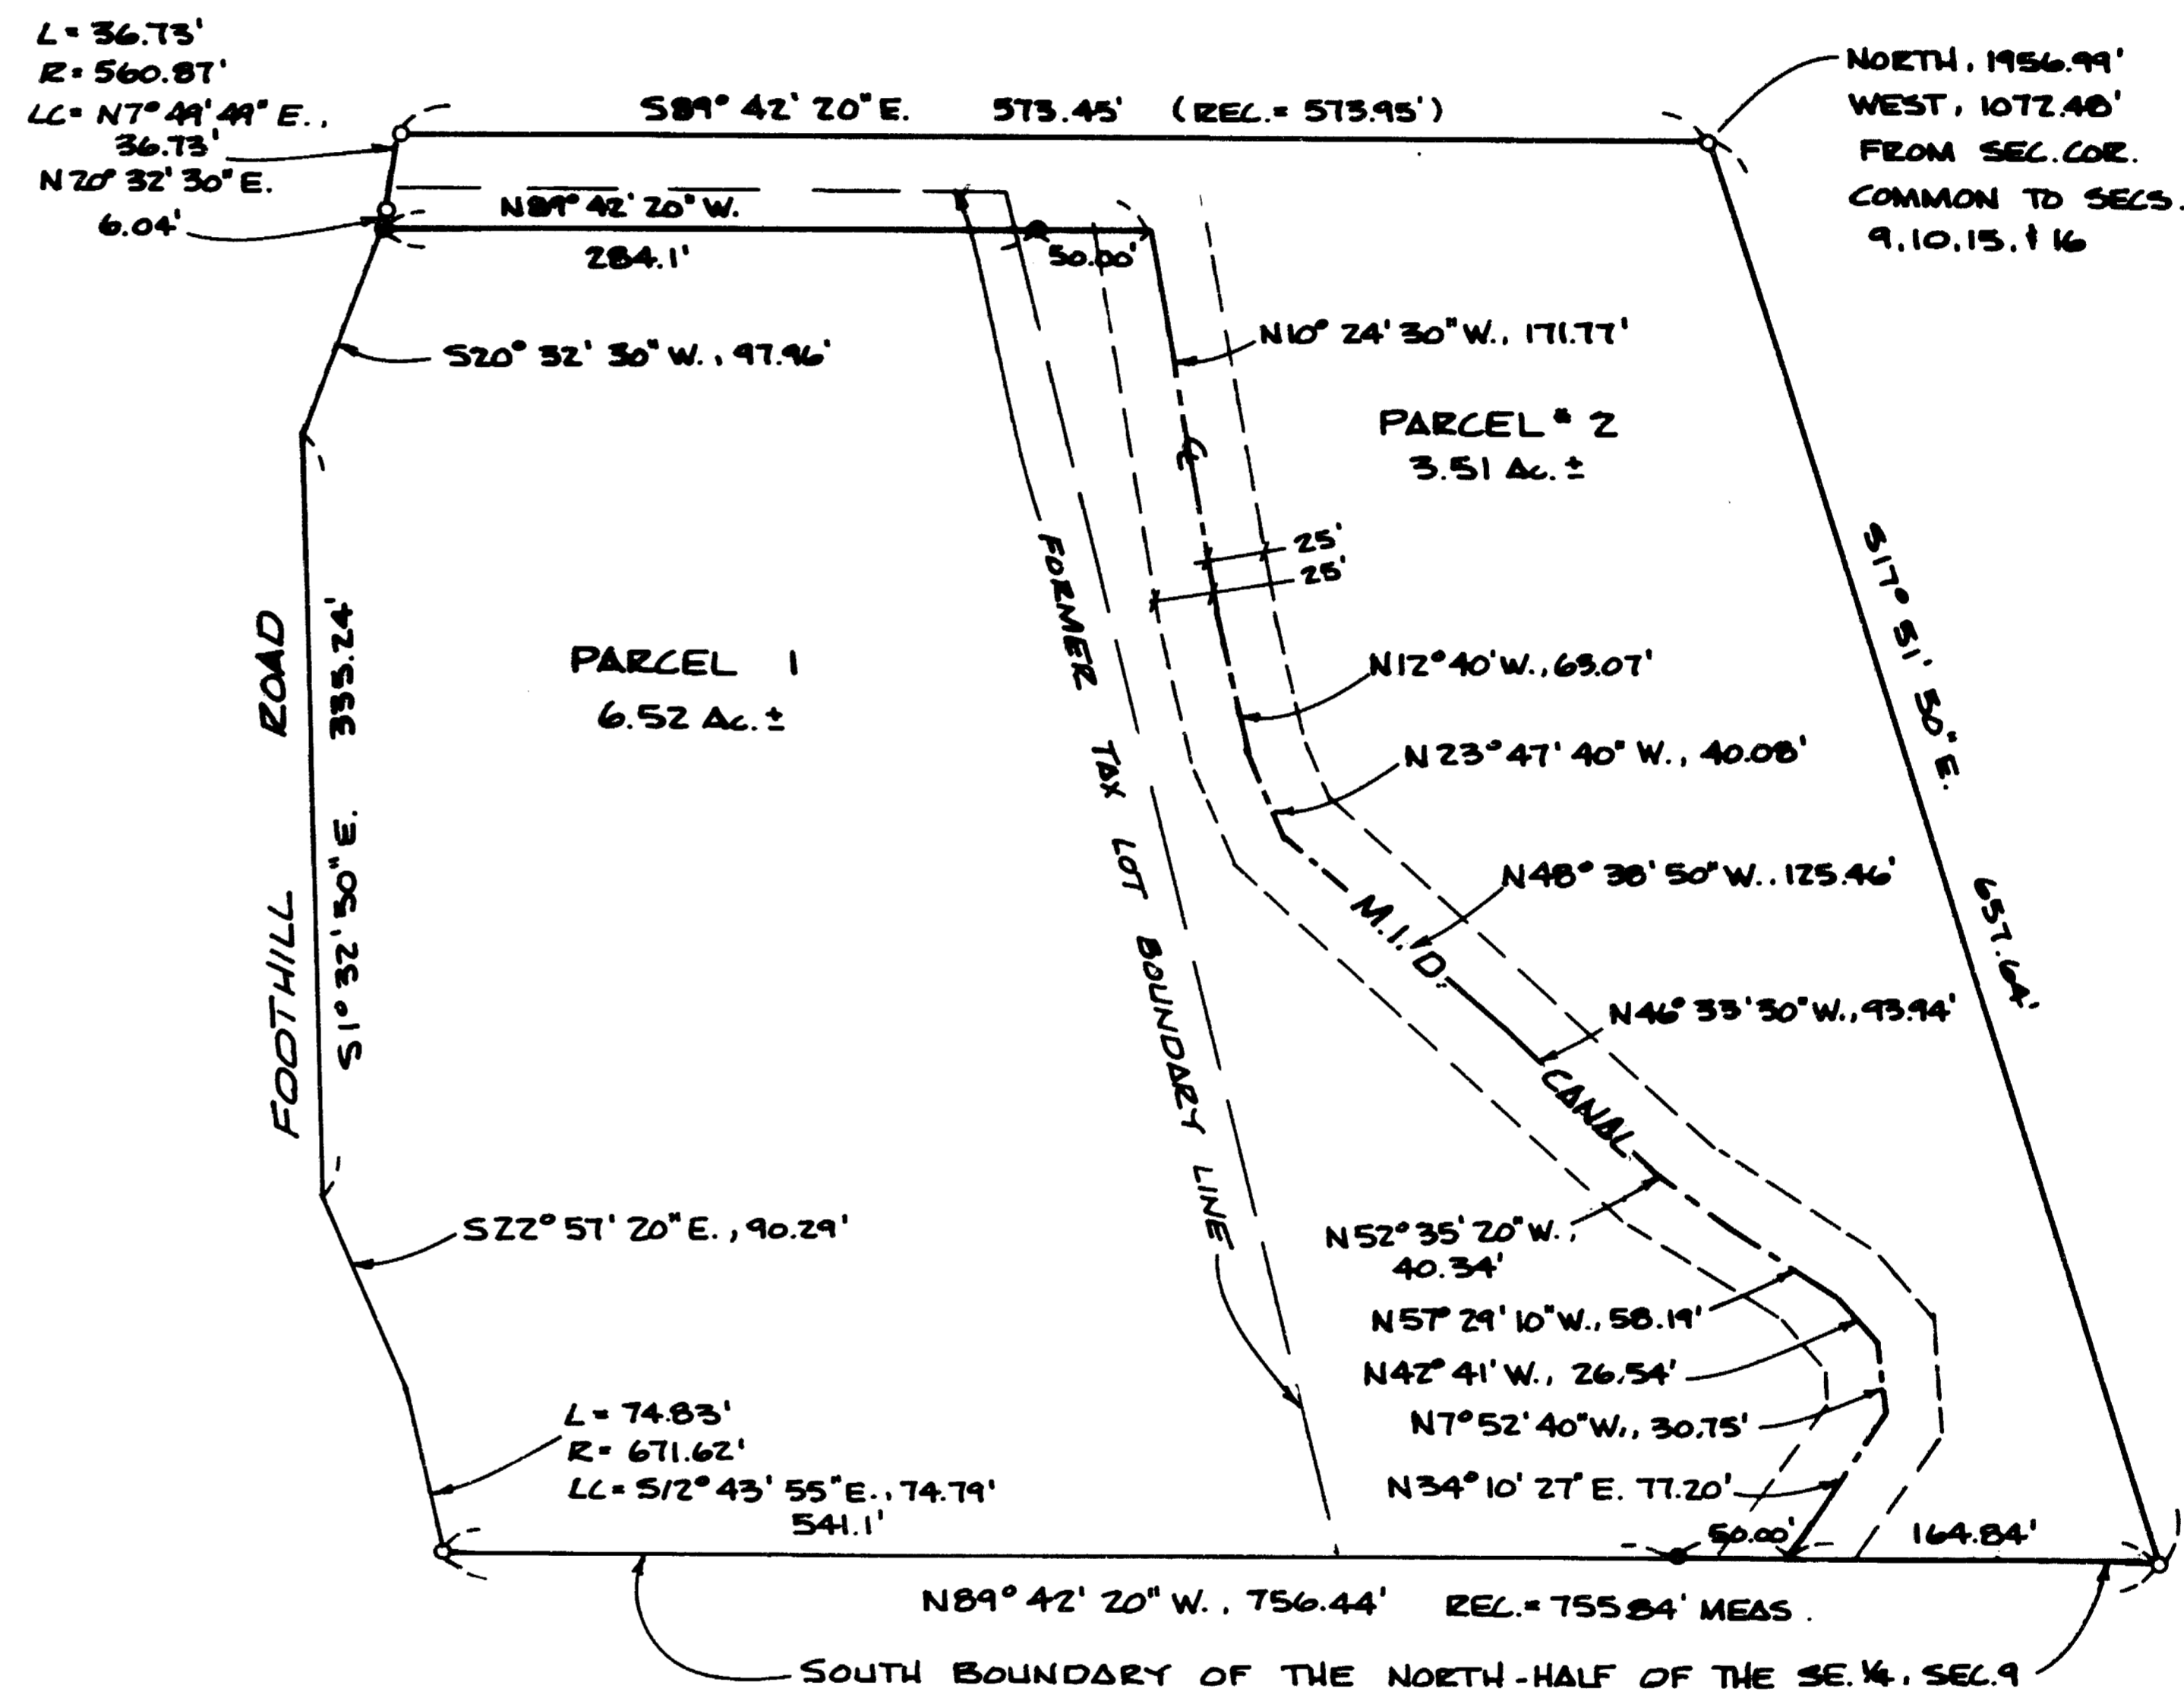 L = 36.73'
R = 560.87'
LC = N7° 49' 49" E.,
36.73'
N20° 32' 30" E.
6.04'
S89° 42' 20" E. 573.45' (REC. = 573.95')
NORTH, 1956.99'
WEST, 1072.48'
FROM SEC. COR.
COMMON TO SECS.
9, 10, 15, & 16
N89° 42' 20" W.
284.1'
50.00'
S20° 32' 30" W., 97.96'
N10° 24' 30" W., 171.77'
PARCEL # 2
3.51 Ac. ±
℄
25'
25'
FORMER TAX LOT BOUNDARY LINE
S17° 51' 50" E. 657.64'
FOOTHILL ROAD
S1° 32' 30" E. 335.24'
PARCEL 1
6.52 Ac. ±
N12° 40' W., 63.07'
N23° 47' 40" W., 40.08'
N48° 38' 50" W., 125.46'
M.I.D. CANAL
N46° 33' 30" W., 93.94'
S22° 57' 20" E., 90.29'
N52° 35' 20" W.,
40.34'
N57° 29' 10" W., 58.19'
N42° 41' W., 26.54'
N7° 52' 40" W., 30.75'
L = 74.83'
R = 671.62'
LC = S12° 43' 55" E., 74.79'
N34° 10' 27" E. 77.20'
541.1'
50.00'
164.84'
N89° 42' 20" W., 756.44' REC. = 755.84' MEAS.
SOUTH BOUNDARY OF THE NORTH-HALF OF THE SE. ¼, SEC. 9